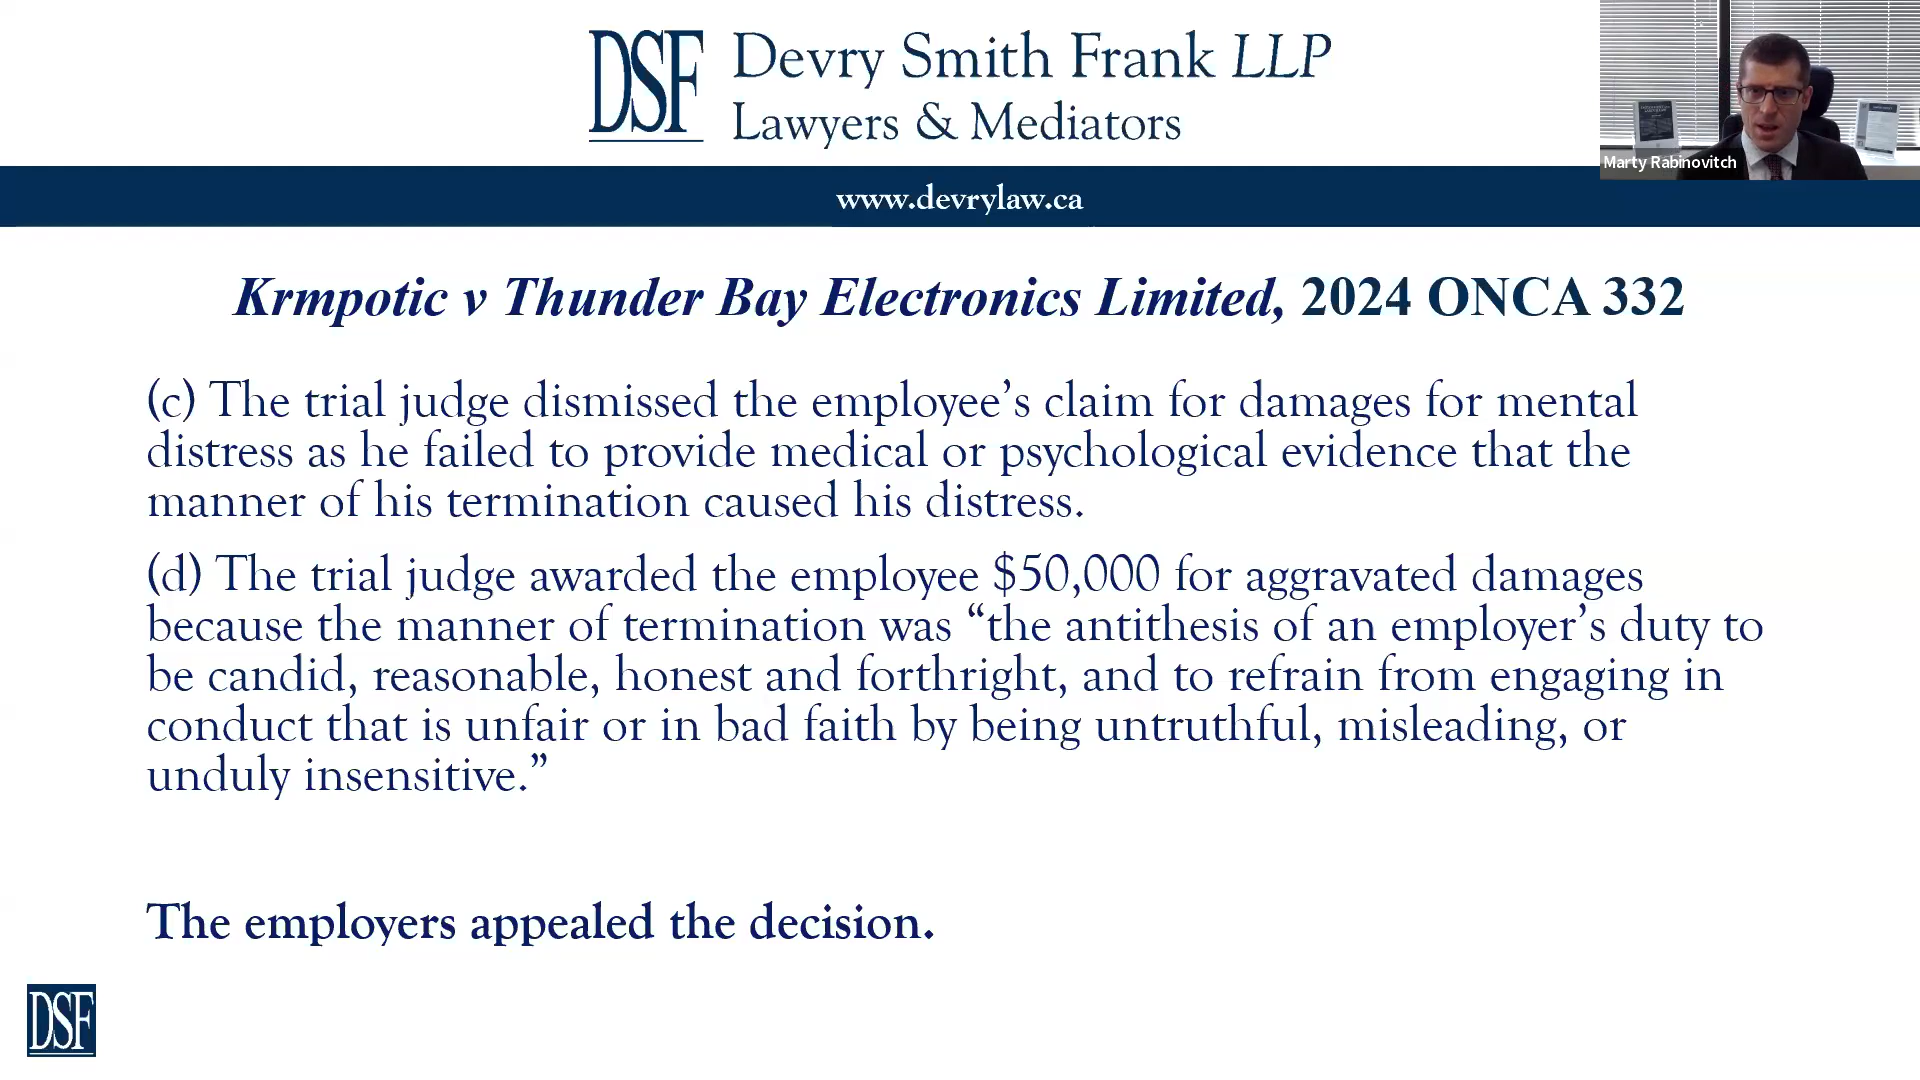 DSF Devry Smith Frank LLP
Lawyers & Mediators
Marty Rabinovitch
www.devrylaw.ca
Krmpotic v Thunder Bay Electronics Limited, 2024 ONCA 332
(c) The trial judge dismissed the employee’s claim for damages for mental
distress as he failed to provide medical or psychological evidence that the
manner of his termination caused his distress.
(d) The trial judge awarded the employee $50,000 for aggravated damages
because the manner of termination was “the antithesis of an employer’s duty to
be candid, reasonable, honest and forthright, and to refrain from engaging in
conduct that is unfair or in bad faith by being untruthful, misleading, or
unduly insensitive.”
The employers appealed the decision.
DSF